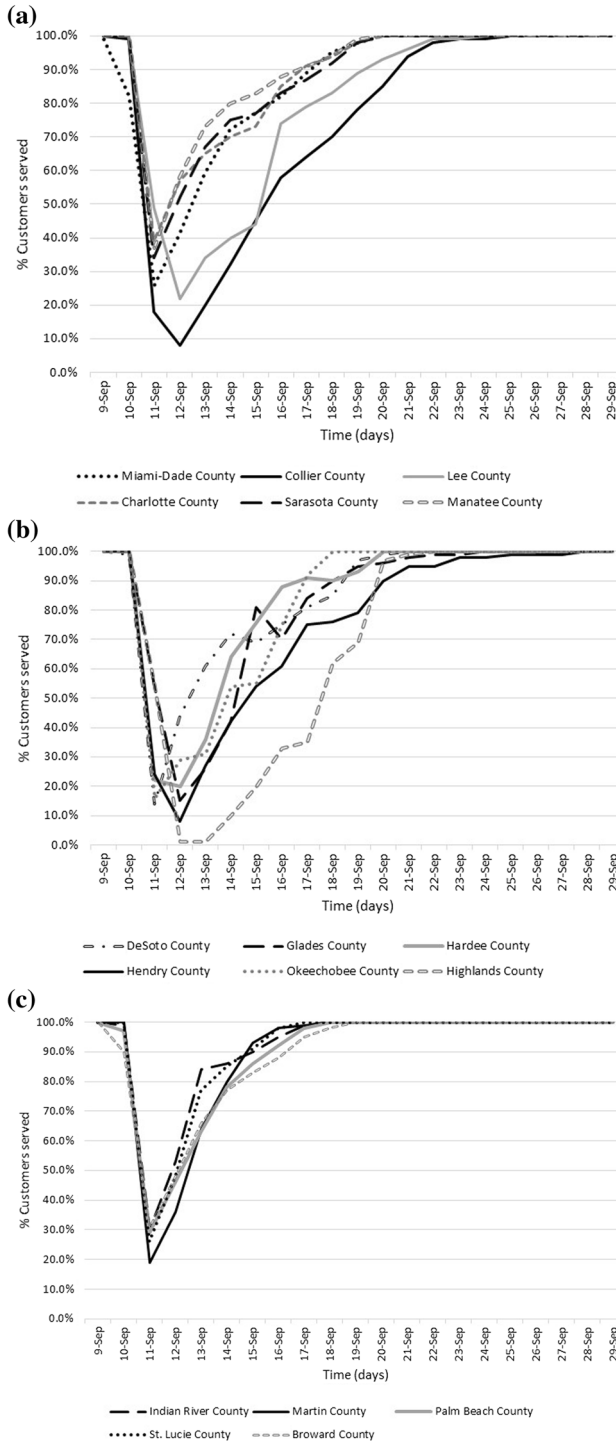 (a)
100.0%
90.0%
80.0%
70.0%
60.0%
50.0%
40.0%
30.0%
20.0%
10.0%
0.0%
% Customers served
9-Sep 10-Sep 11-Sep 12-Sep 13-Sep 14-Sep 15-Sep 16-Sep 17-Sep 18-Sep 19-Sep 20-Sep 21-Sep 22-Sep 23-Sep 24-Sep 25-Sep 26-Sep 27-Sep 28-Sep 29-Sep
Time (days)
Miami-Dade County Collier County Lee County
Charlotte County Sarasota County Manatee County
(b)
100.0%
90.0%
80.0%
70.0%
60.0%
50.0%
40.0%
30.0%
20.0%
10.0%
0.0%
% Customers served
9-Sep 10-Sep 11-Sep 12-Sep 13-Sep 14-Sep 15-Sep 16-Sep 17-Sep 18-Sep 19-Sep 20-Sep 21-Sep 22-Sep 23-Sep 24-Sep 25-Sep 26-Sep 27-Sep 28-Sep 29-Sep
Time (days)
DeSoto County Glades County Hardee County
Hendry County Okeechobee County Highlands County
(c)
100.0%
90.0%
80.0%
70.0%
60.0%
50.0%
40.0%
30.0%
20.0%
10.0%
0.0%
% Customers served
9-Sep 10-Sep 11-Sep 12-Sep 13-Sep 14-Sep 15-Sep 16-Sep 17-Sep 18-Sep 19-Sep 20-Sep 21-Sep 22-Sep 23-Sep 24-Sep 25-Sep 26-Sep 27-Sep 28-Sep 29-Sep
Time (days)
Indian River County Martin County Palm Beach County
St. Lucie County Broward County